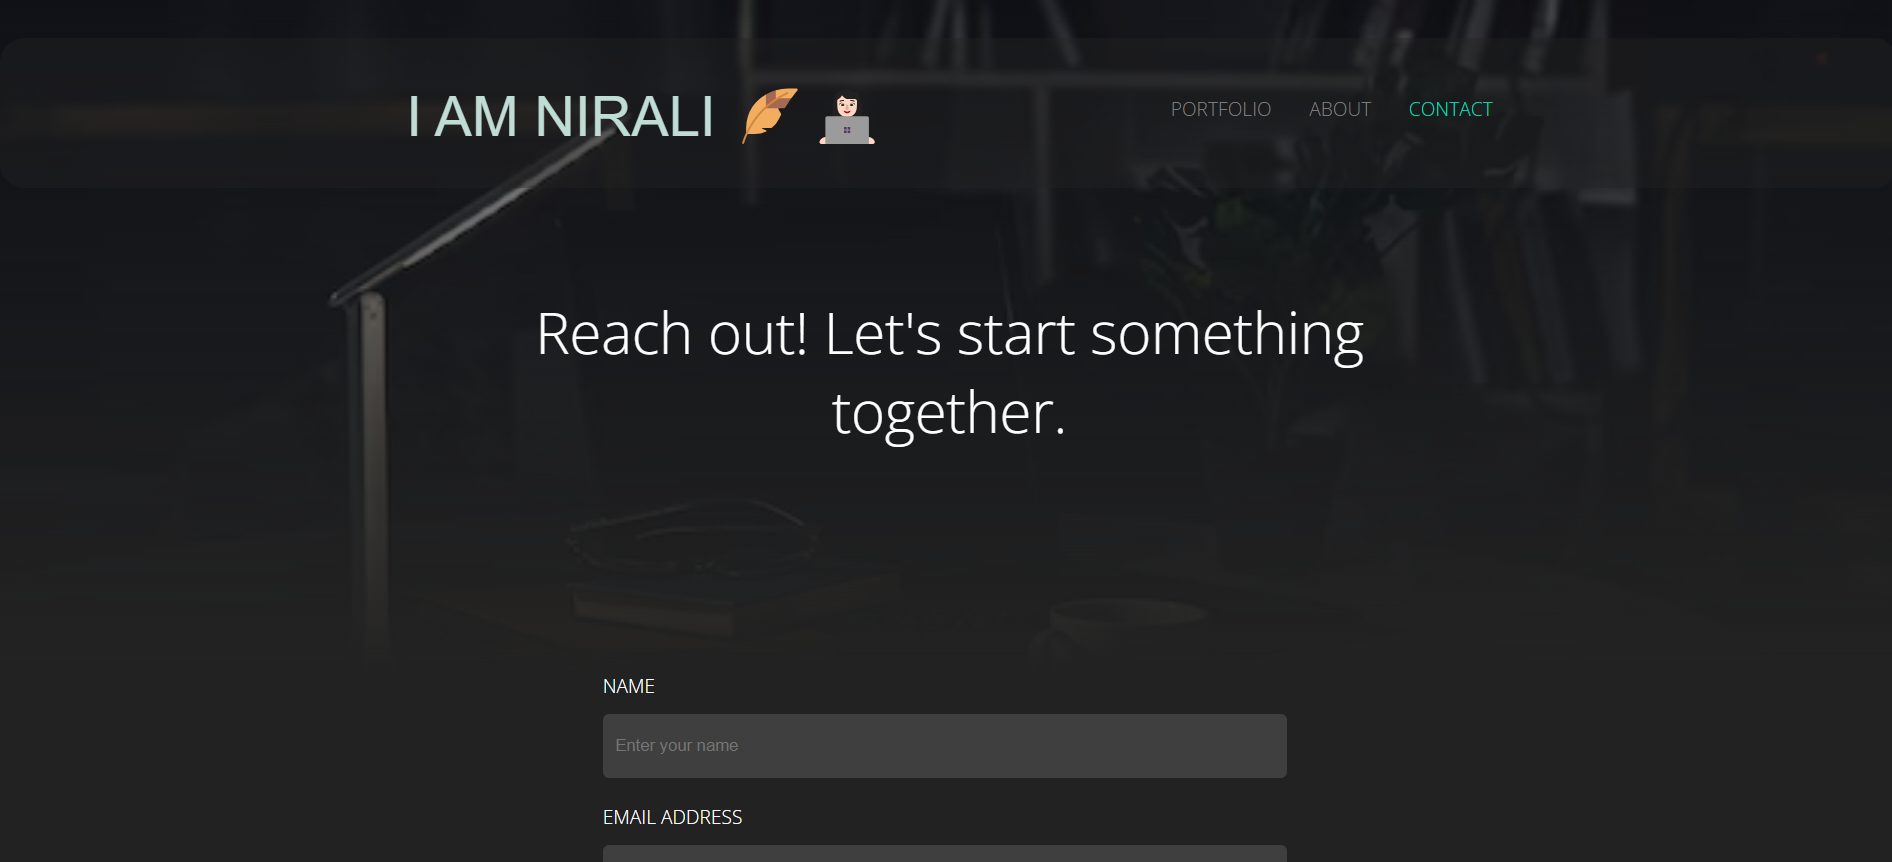 I AM NIRALI
PORTFOLIO
ABOUT
CONTACT
Reach out! Let's start something
together.
NAME
Enter your name
EMAIL ADDRESS